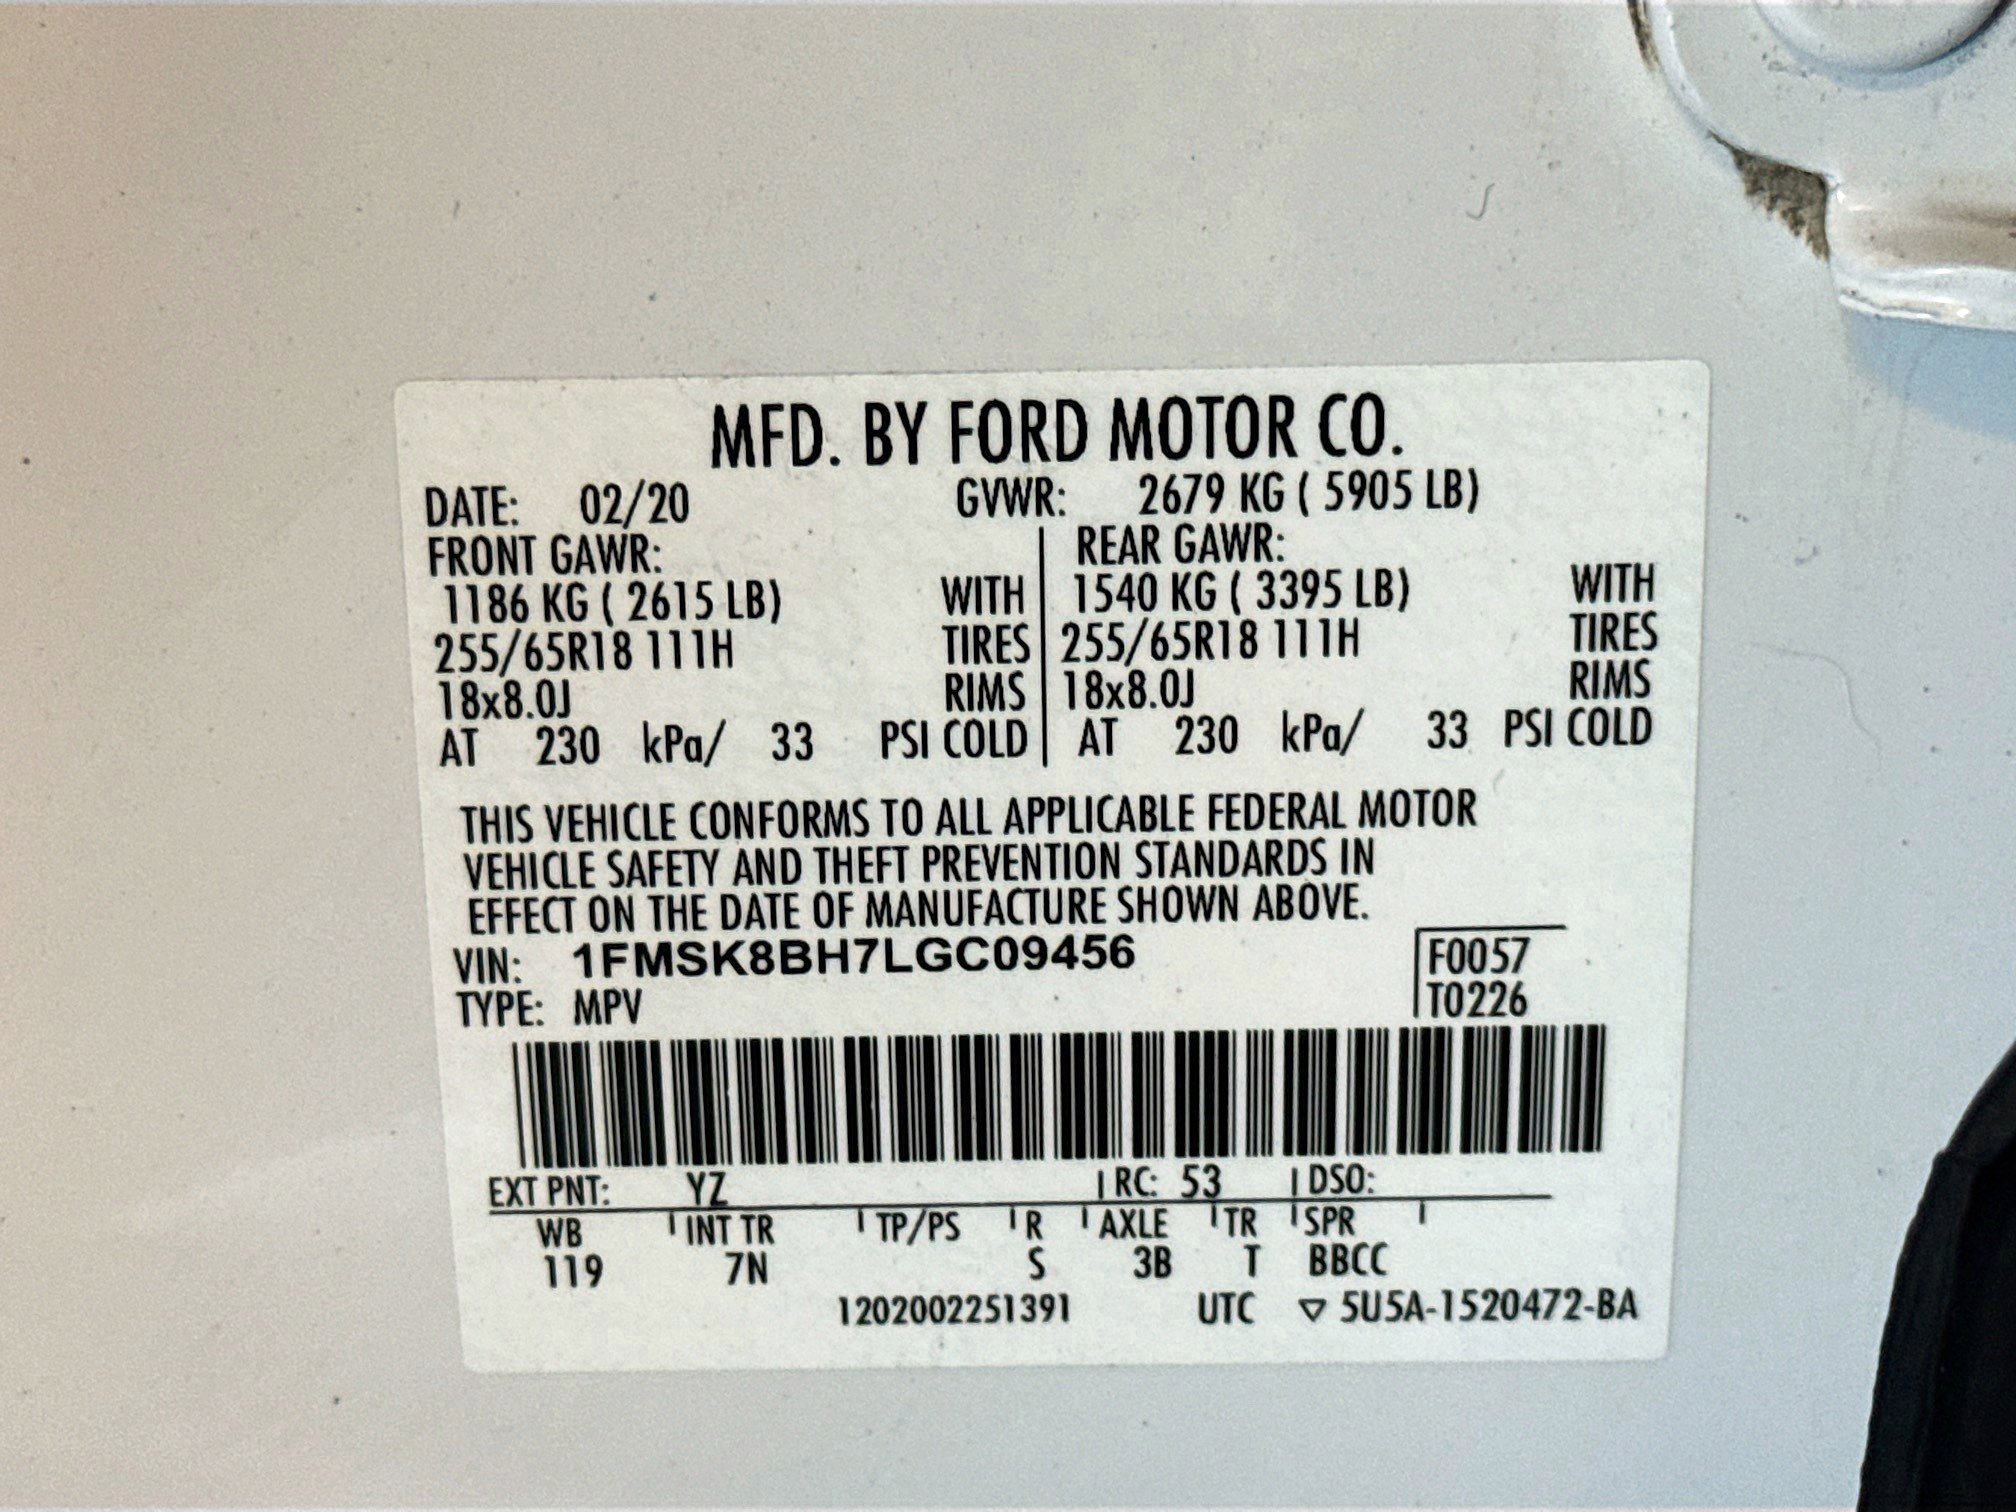 MFD. BY FORD MOTOR CO.
DATE: 02/20 GVWR: 2679 KG ( 5905 LB)
FRONT GAWR: REAR GAWR:
1186 KG ( 2615 LB) WITH 1540 KG ( 3395 LB) WITH
255/65R18 111H TIRES 255/65R18 111H TIRES
18x8.0J RIMS 18x8.0J RIMS
AT 230 kPa/ 33 PSI COLD AT 230 kPa/ 33 PSI COLD
THIS VEHICLE CONFORMS TO ALL APPLICABLE FEDERAL MOTOR
VEHICLE SAFETY AND THEFT PREVENTION STANDARDS IN
EFFECT ON THE DATE OF MANUFACTURE SHOWN ABOVE.
VIN: 1FMSK8BH7LGC09456 F0057
TYPE: MPV T0226
EXT PNT: YZ RC: 53 DSO:
WB INT TR TP/PS R AXLE TR SPR
119 7N S 3B T BBCC
1202002251391 UTC ▽ 5U5A-1520472-BA